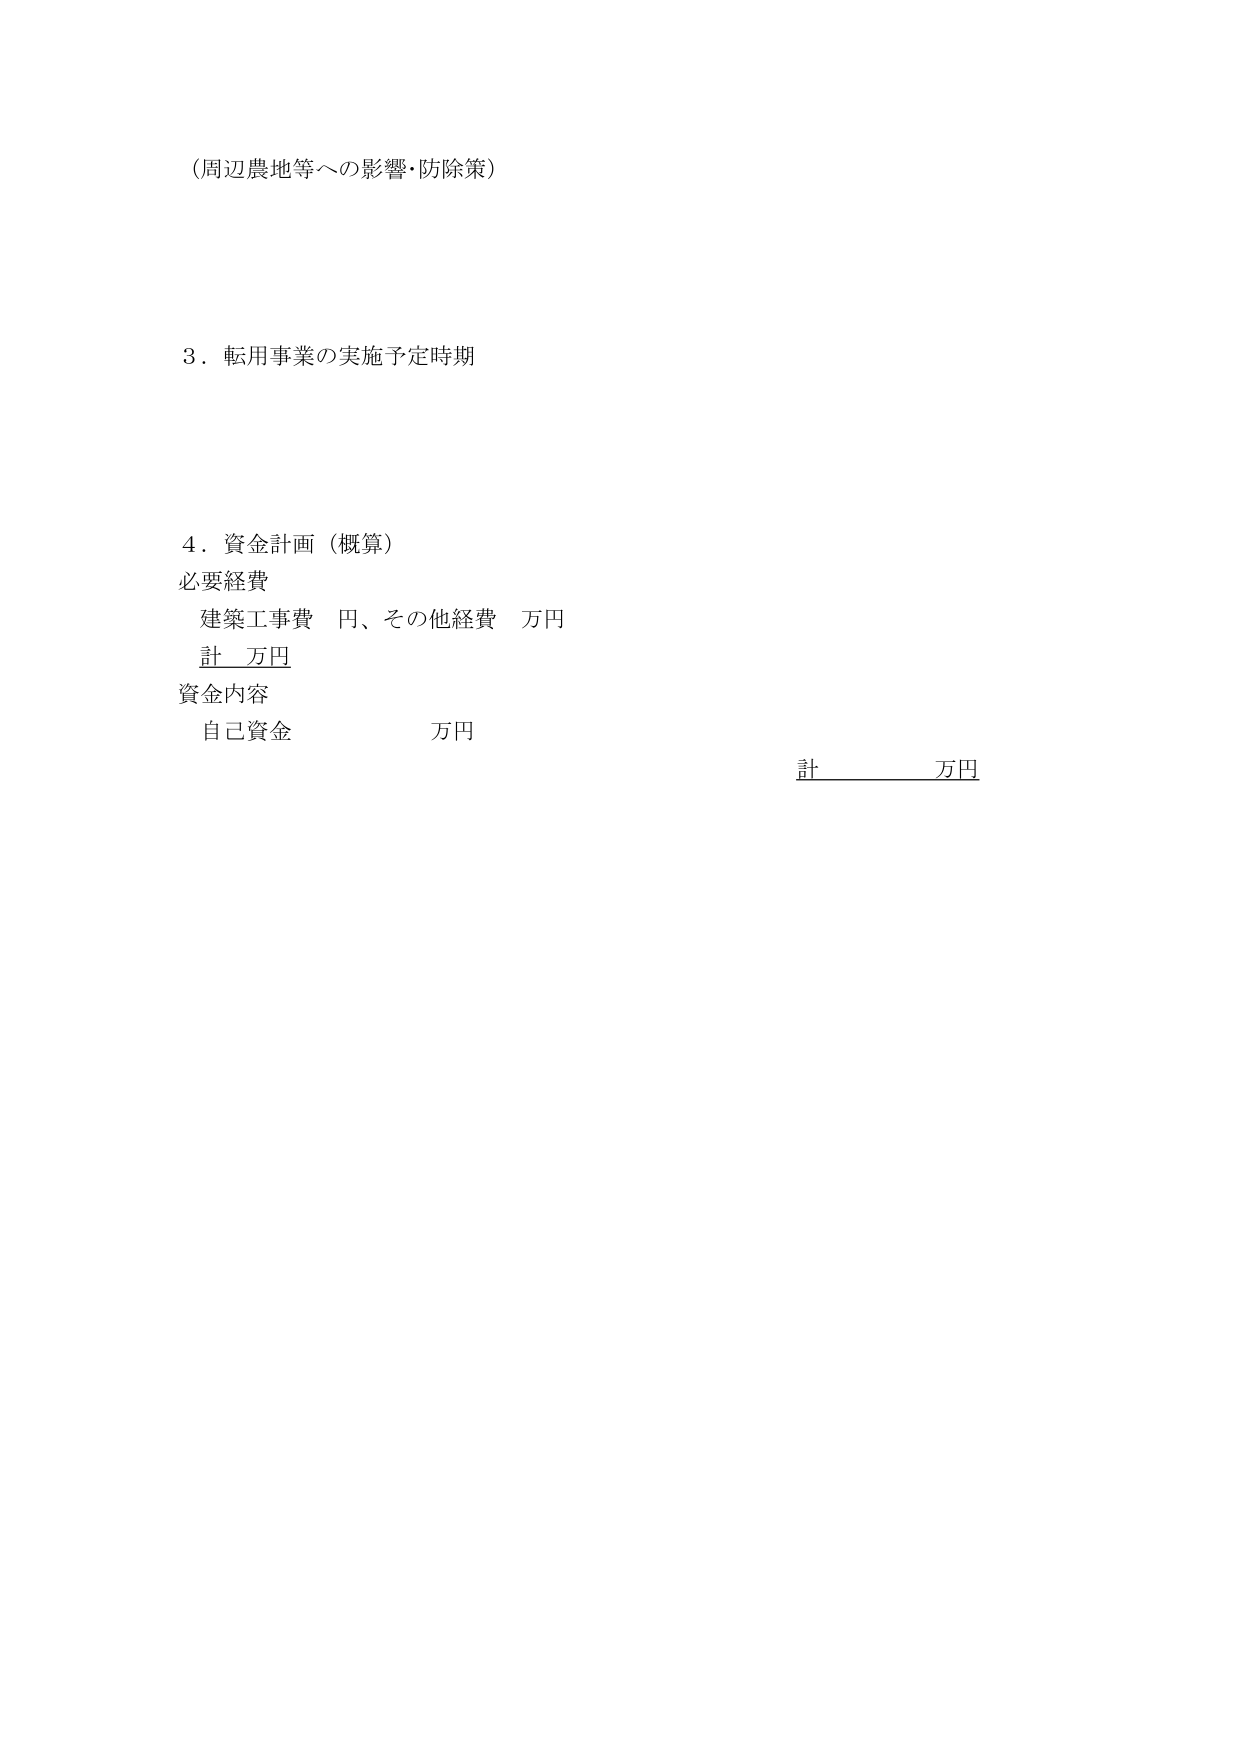 （周辺農地等への影響･防除策）
３．転用事業の実施予定時期
４．資金計画（概算）
必要経費
　建築工事費　円、その他経費　万円
　計　万円
資金内容
　自己資金　　　　　　万円
計　　　　　万円